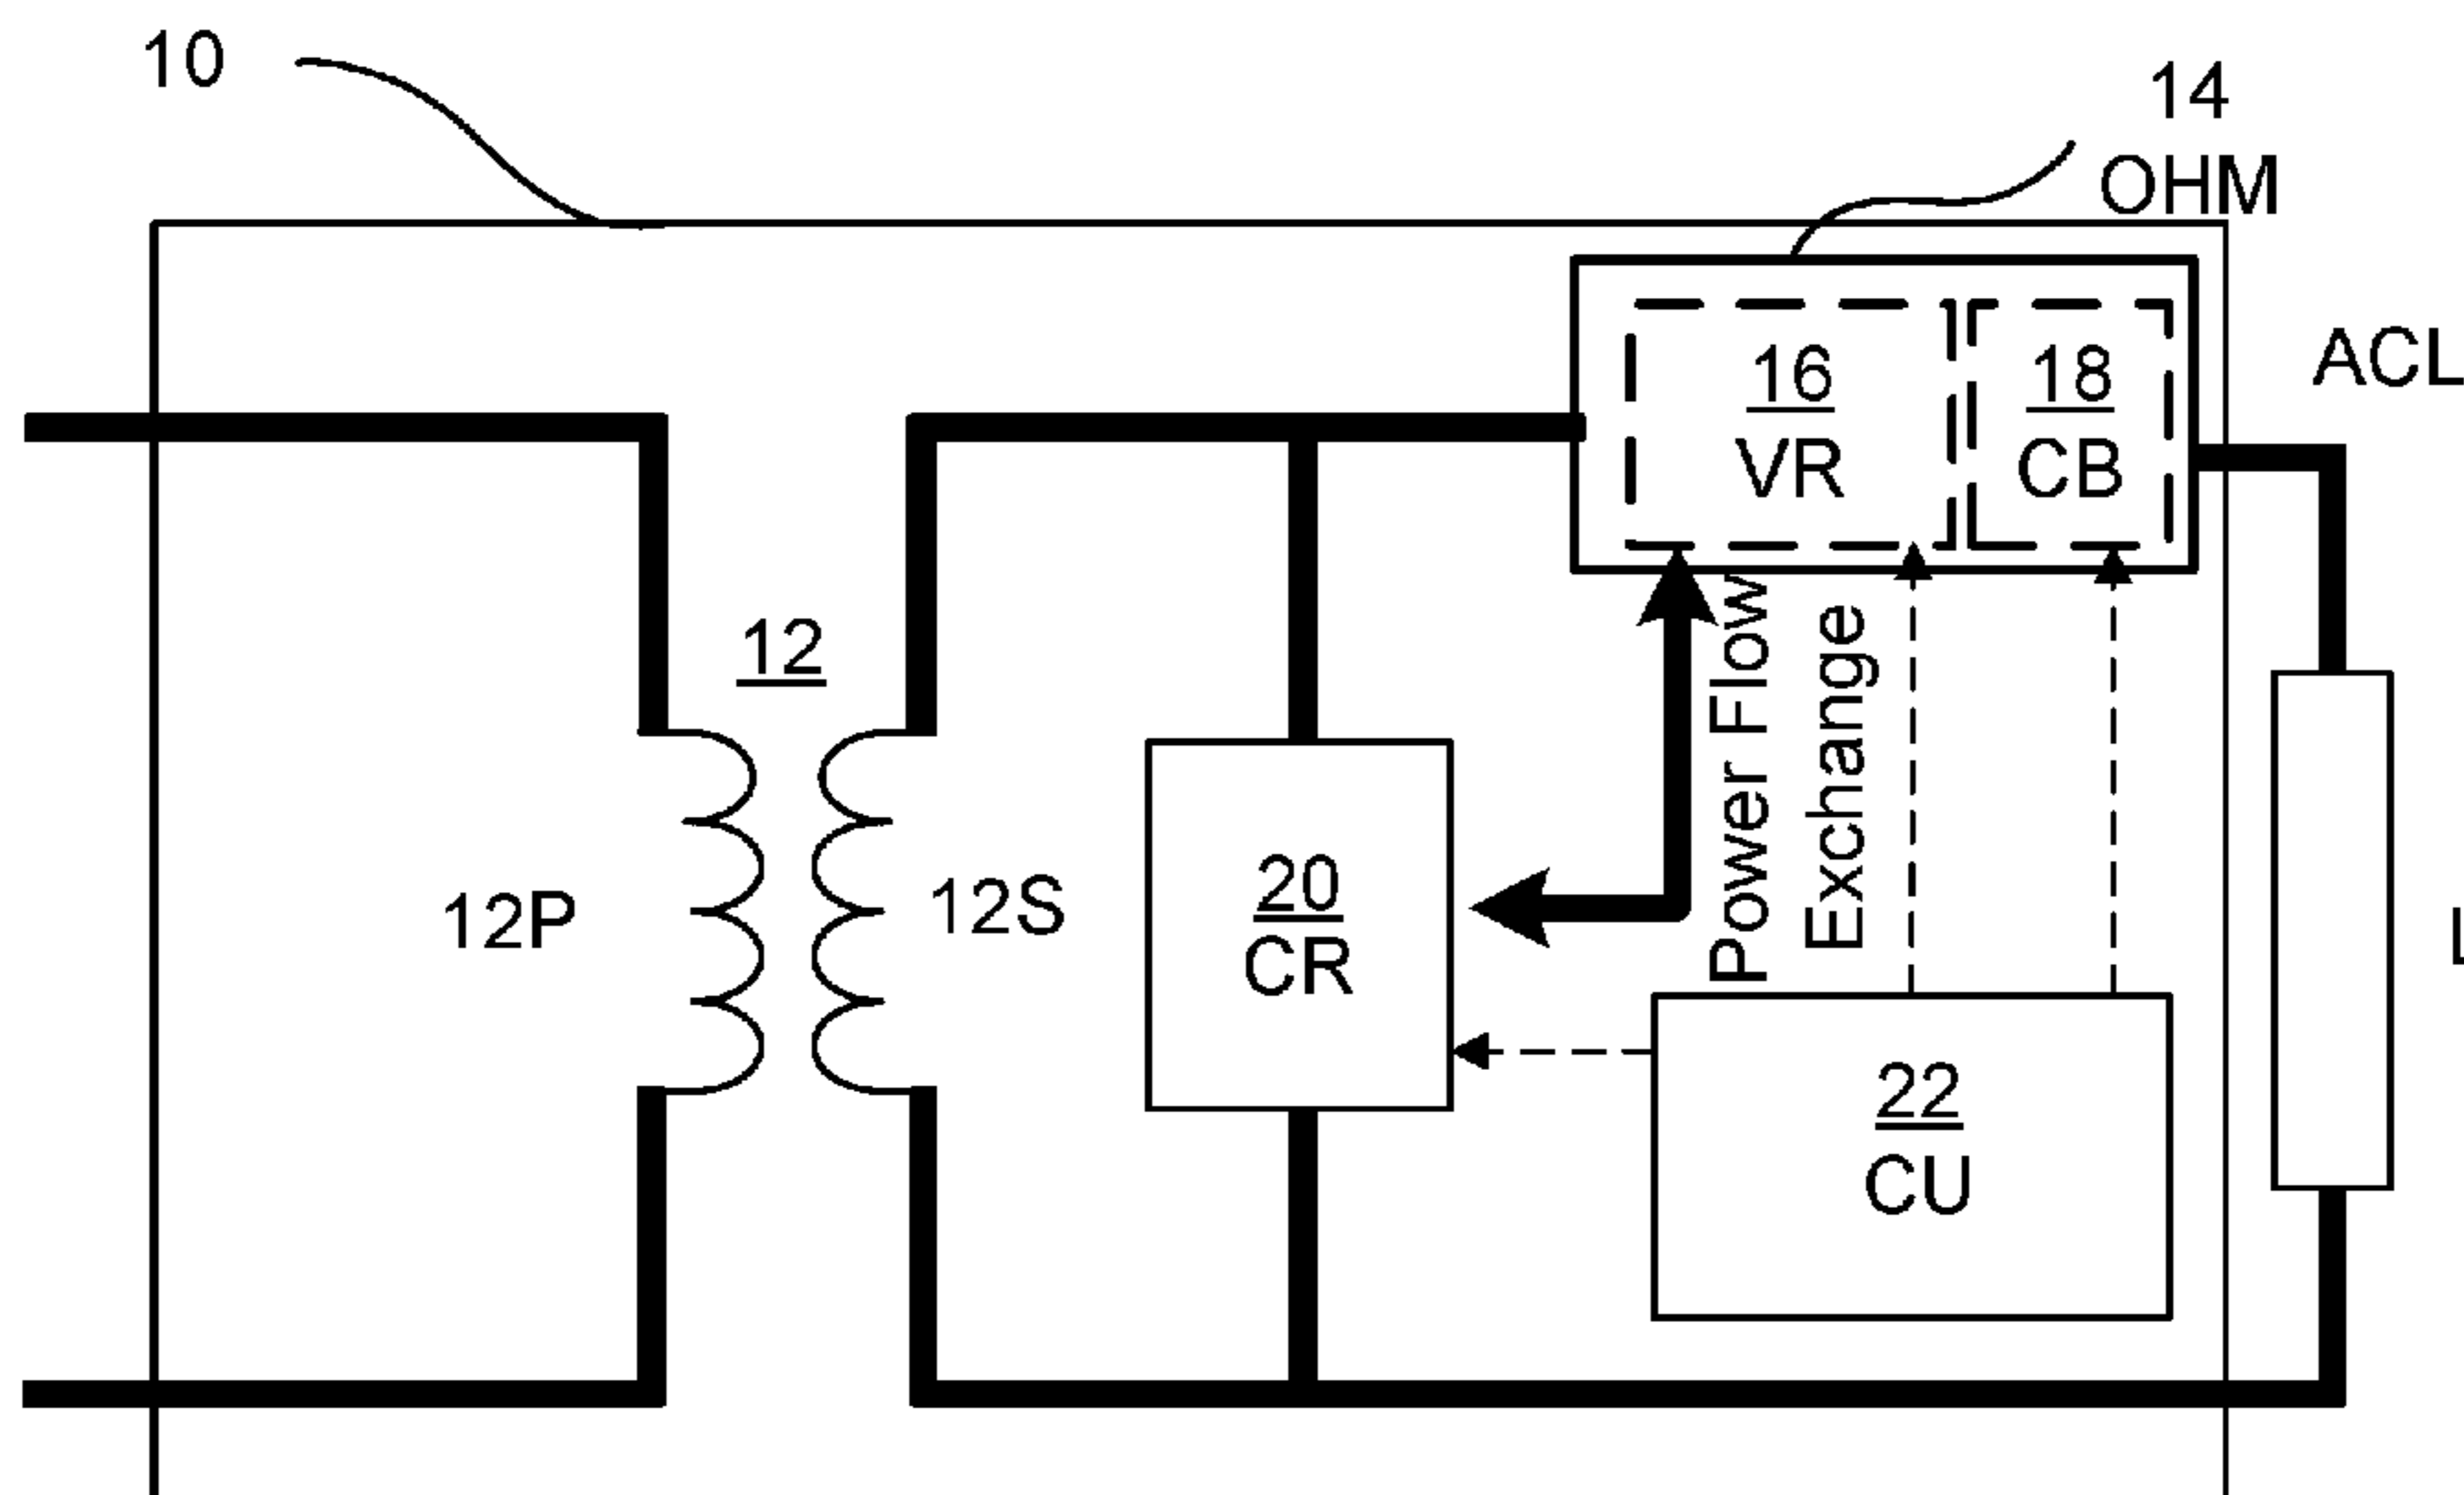 10
14
OHM
16
VR
18
CB
ACL
12
12P
12S
20
CR
Power Flow
Exchange
22
CU
L